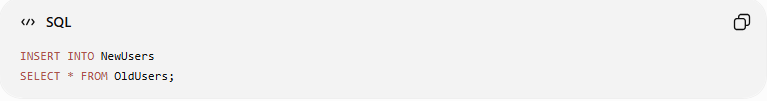 SQL
INSERT INTO NewUsers
SELECT * FROM OldUsers;